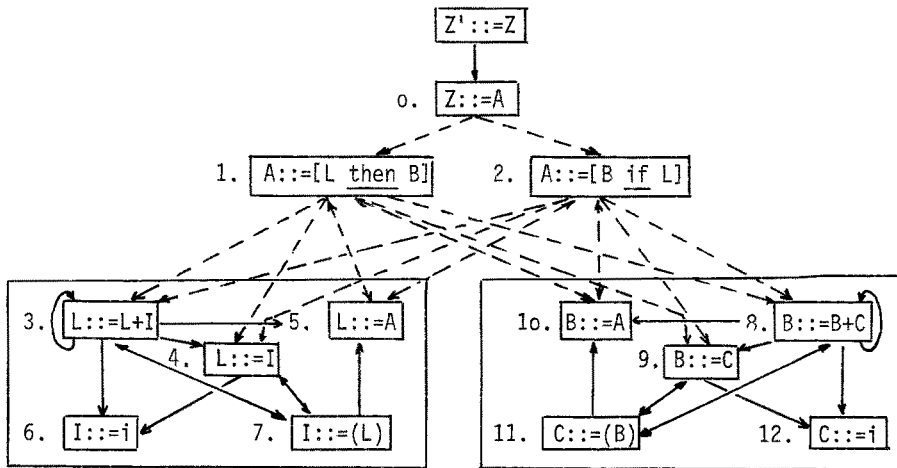 Z'::=Z
o. Z::=A
1. A::=[L then B] 2. A::=[B if L]
3. L::=L+I 5. L::=A 1o. B::=A 8. B::=B+C
4. L::=I 9. B::=C
6. I::=i 7. I::=(L) 11. C::=(B) 12. C::=i